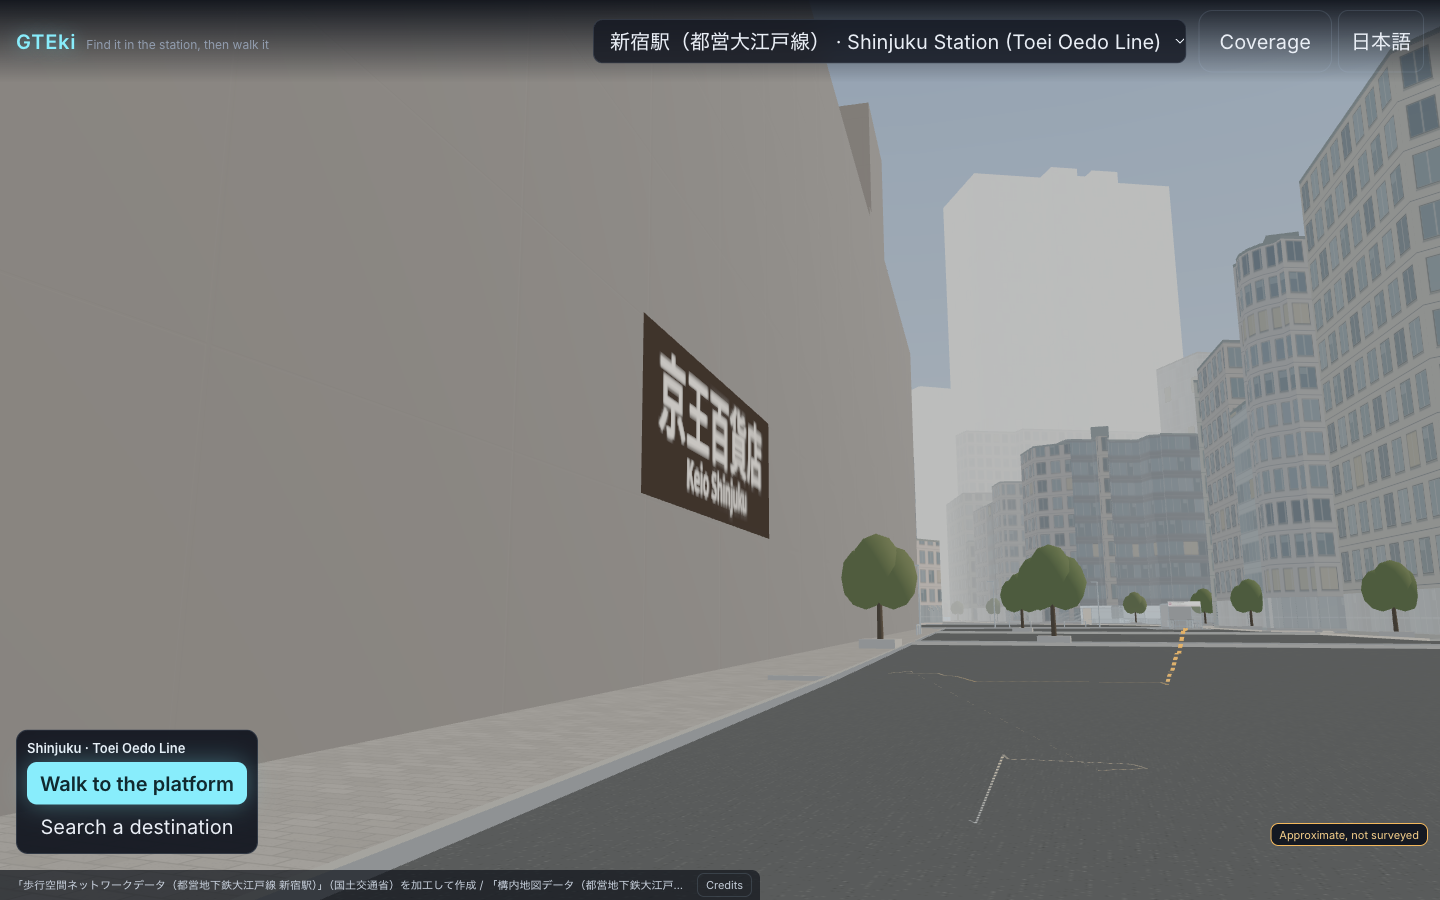 GTEki
Find it in the station, then walk it
新宿駅（都営大江戸線） · Shinjuku Station (Toei Oedo Line)
Coverage
日本語
京王百貨店
Keio Shinjuku
Shinjuku · Toei Oedo Line
Walk to the platform
Search a destination
Approximate, not surveyed
「歩行空間ネットワークデータ（都営地下鉄大江戸線 新宿駅）」（国土交通省）を加工して作成 / 「構内地図データ（都営地下鉄大江戸...
Credits